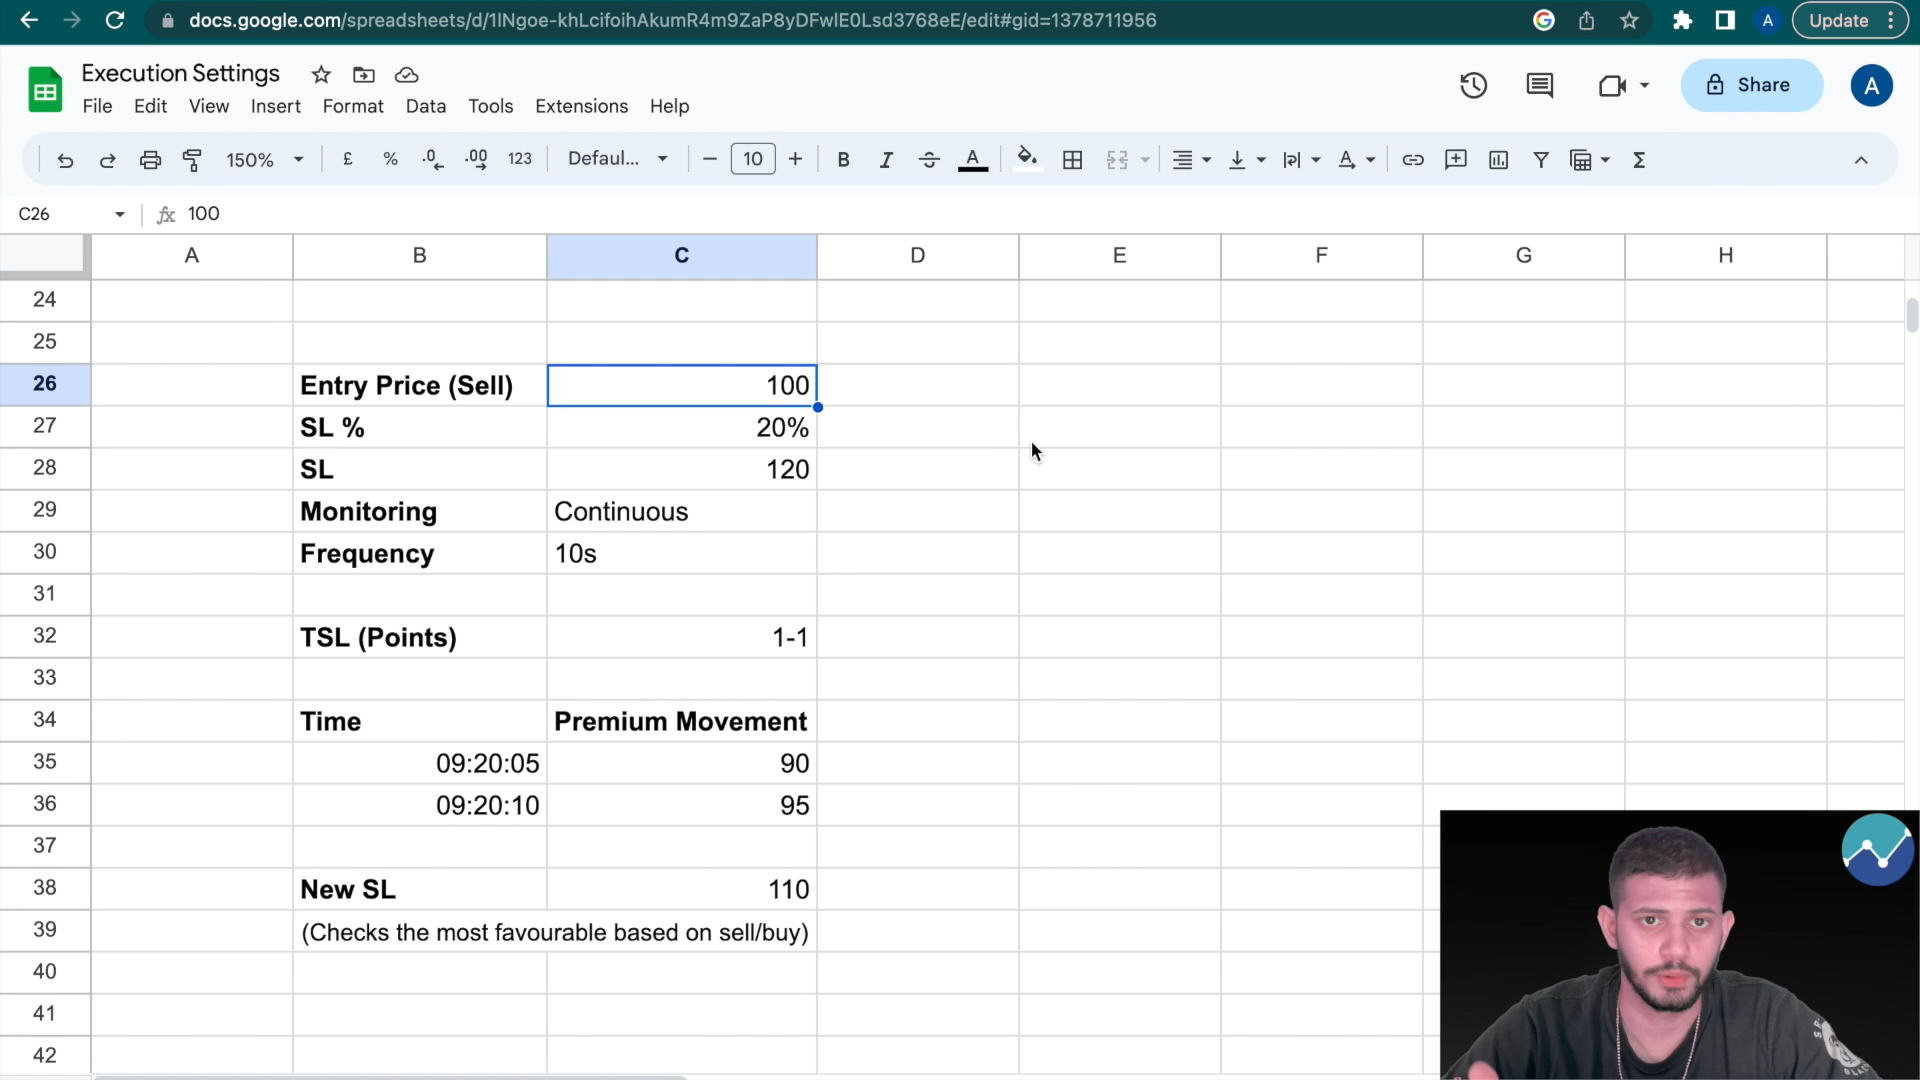 docs.google.com/spreadsheets/d/1lNgoe-khLcifoihAkumR4m9ZaP8yDFwlE0Lsd3768eE/edit#gid=1378711956
A
Update
Execution Settings
File Edit View Insert Format Data Tools Extensions Help
Share
A
150% £ % .0 .00 123 Defaul... 10 B I A A Σ
C26 fx 100
A B C D E F G H
24
25
26 Entry Price (Sell) 100
27 SL % 20%
28 SL 120
29 Monitoring Continuous
30 Frequency 10s
31
32 TSL (Points) 1-1
33
34 Time Premium Movement
35 09:20:05 90
36 09:20:10 95
37
38 New SL 110
39 (Checks the most favourable based on sell/buy)
40
41
42